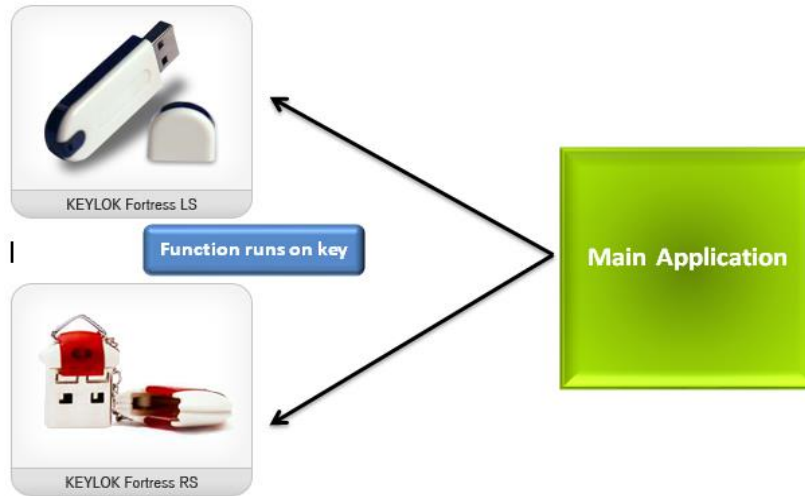 KEYLOK Fortress LS
Function runs on key
Main Application
KEYLOK Fortress RS